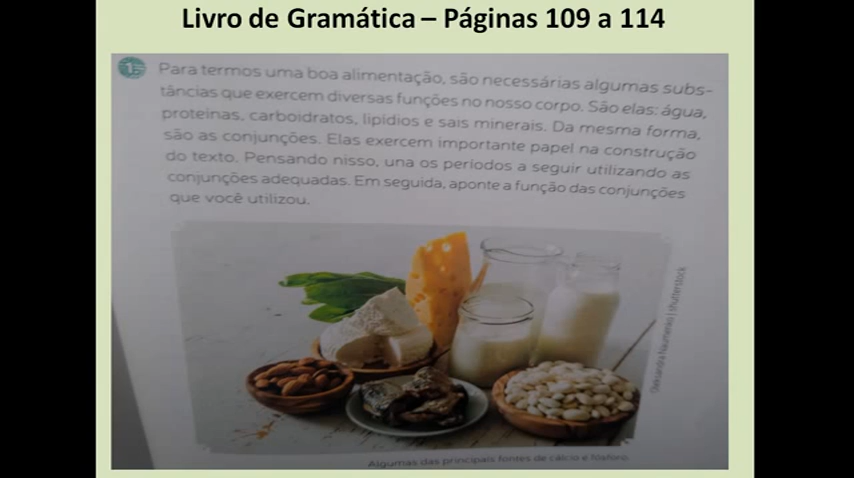 Livro de Gramática – Páginas 109 a 114
1
Para termos uma boa alimentação, são necessárias algumas subs-
tâncias que exercem diversas funções no nosso corpo. São elas: água,
proteínas, carboidratos, lipídios e sais minerais. Da mesma forma,
são as conjunções. Elas exercem importante papel na construção
do texto. Pensando nisso, una os períodos a seguir utilizando as
conjunções adequadas. Em seguida, aponte a função das conjunções
que você utilizou.
Algumas das principais fontes de cálcio e fósforo.